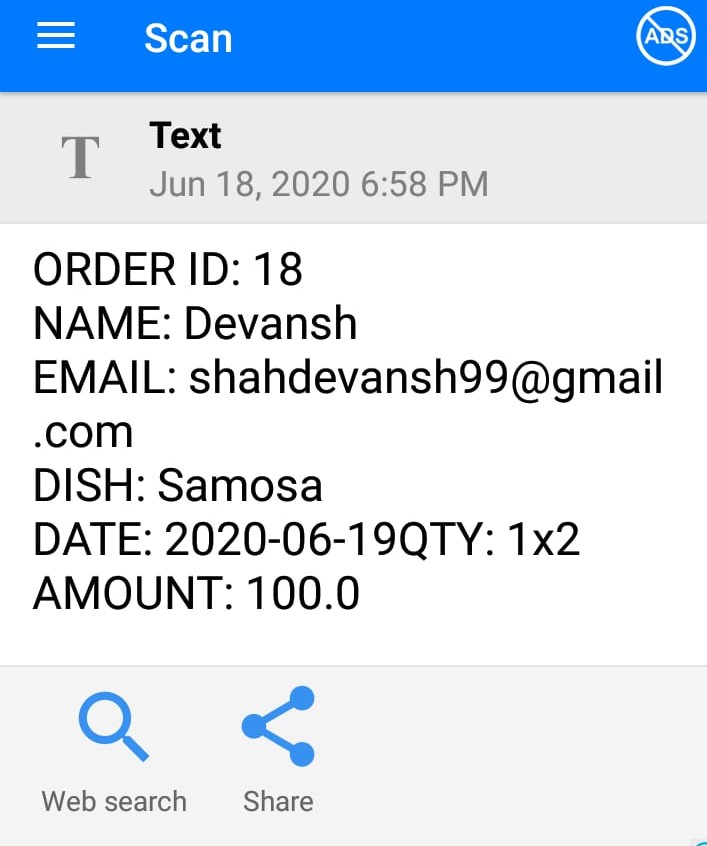 Scan
ADS
T
Text
Jun 18, 2020 6:58 PM
ORDER ID: 18
NAME: Devansh
EMAIL: shahdevansh99@gmail
.com
DISH: Samosa
DATE: 2020-06-19QTY: 1x2
AMOUNT: 100.0
Web search
Share